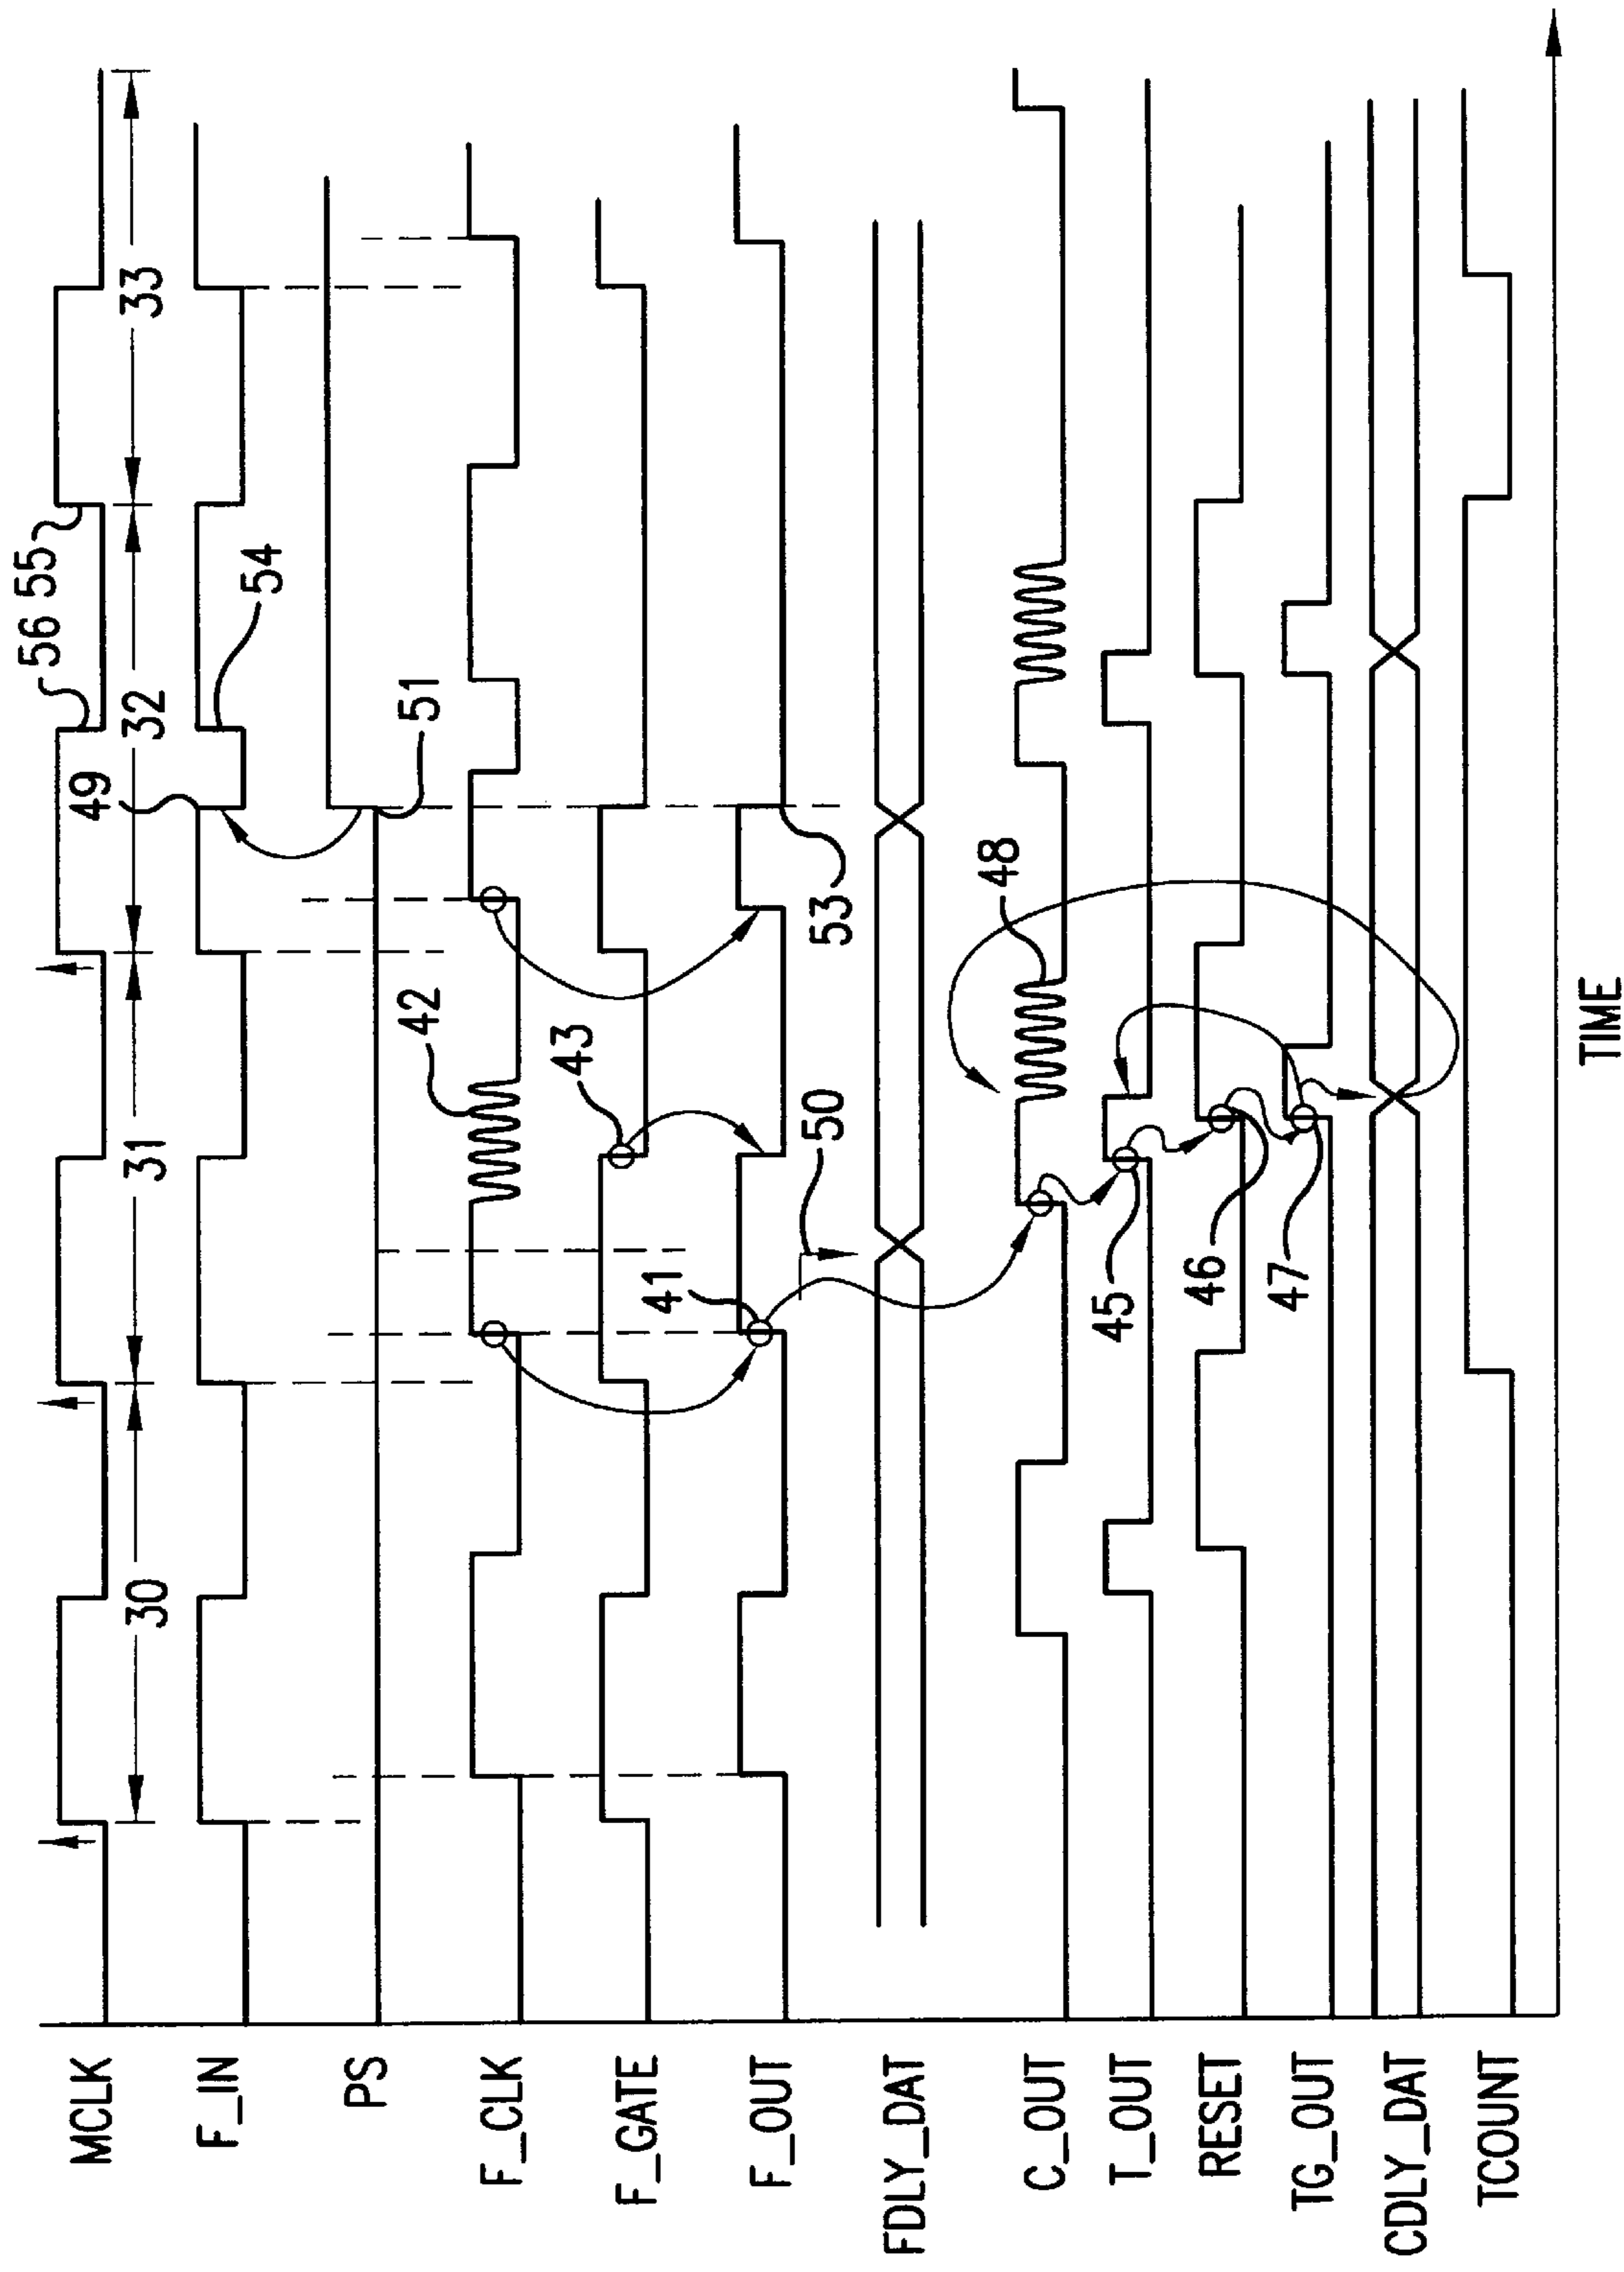 MCLK
F_IN
PS
F_CLK
F_GATE
F_OUT
FDLY_DAT
C_OUT
T_OUT
RESET
TG_OUT
CDLY_DAT
TCOUNT
30
31
32
33
56
55
49
54
51
42
43
41
53
50
48
45
46
47
TIME